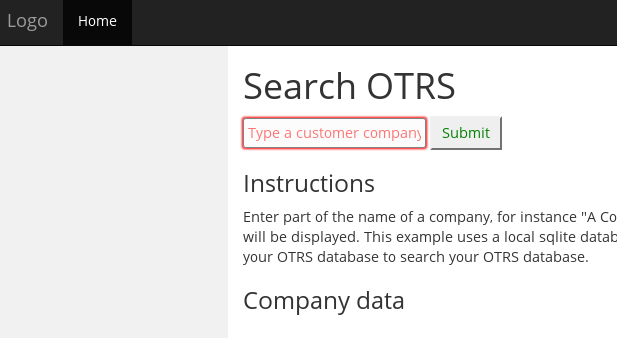 Logo
Home
Search OTRS
Type a customer company
Submit
Instructions
Enter part of the name of a company, for instance "A Co
will be displayed. This example uses a local sqlite datab
your OTRS database to search your OTRS database.
Company data